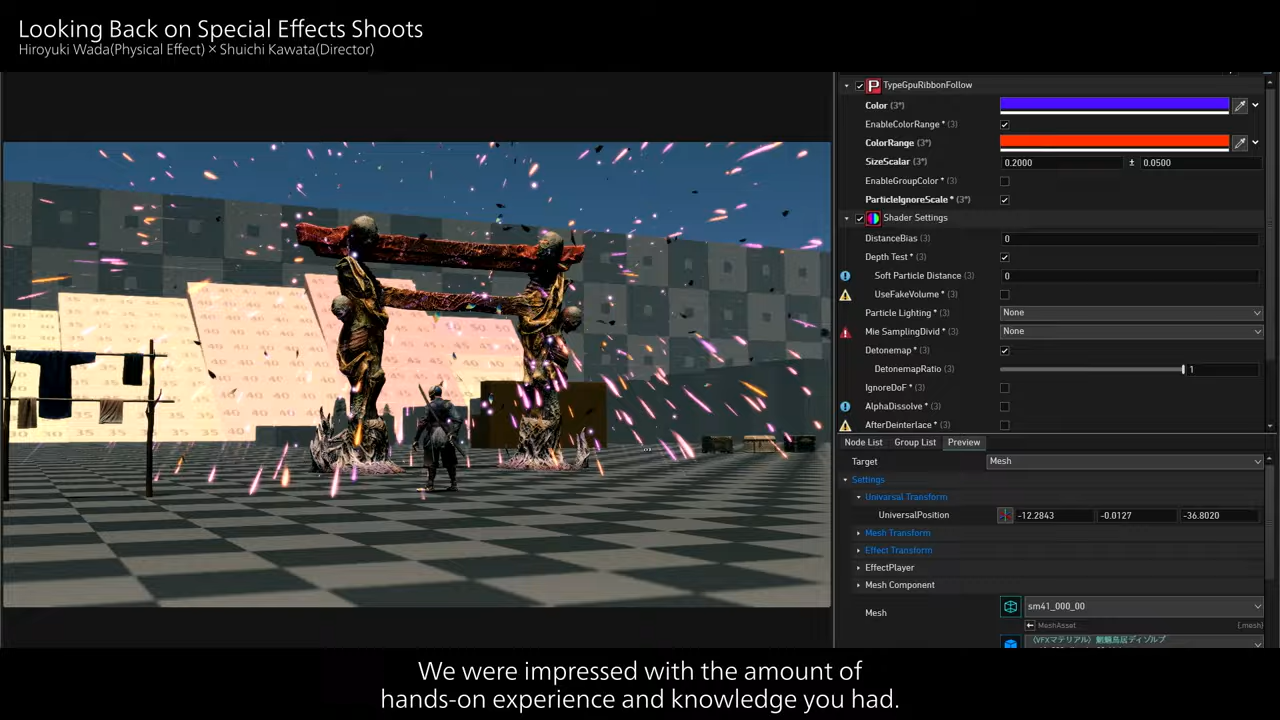 Looking Back on Special Effects Shoots
Hiroyuki Wada(Physical Effect) × Shuichi Kawata(Director)
TypeGpuRibbonFollow
Color (3*)
EnableColorRange * (3)
ColorRange (3*)
SizeScalar (3*) 0.2000 ± 0.0500
EnableGroupColor * (3)
ParticleIgnoreScale * (3*)
Shader Settings
DistanceBias (3) 0
Depth Test * (3)
Soft Particle Distance (3) 0
UseFakeVolume * (3)
Particle Lighting * (3) None
Mie SamplingDivid * (3) None
Detonemap * (3)
DetonemapRatio (3) 1
IgnoreDoF * (3)
AlphaDissolve * (3)
AfterDeinterlace * (3)
Node List Group List Preview
Target Mesh
Settings
Univarsal Transform
UniversalPosition -12.2843 -0.0127 -36.8020
Mesh Transform
Effect Transform
EffectPlayer
Mesh Component
Mesh sm41_000_00
MeshAsset [.mesh]
We were impressed with the amount of
hands-on experience and knowledge you had.